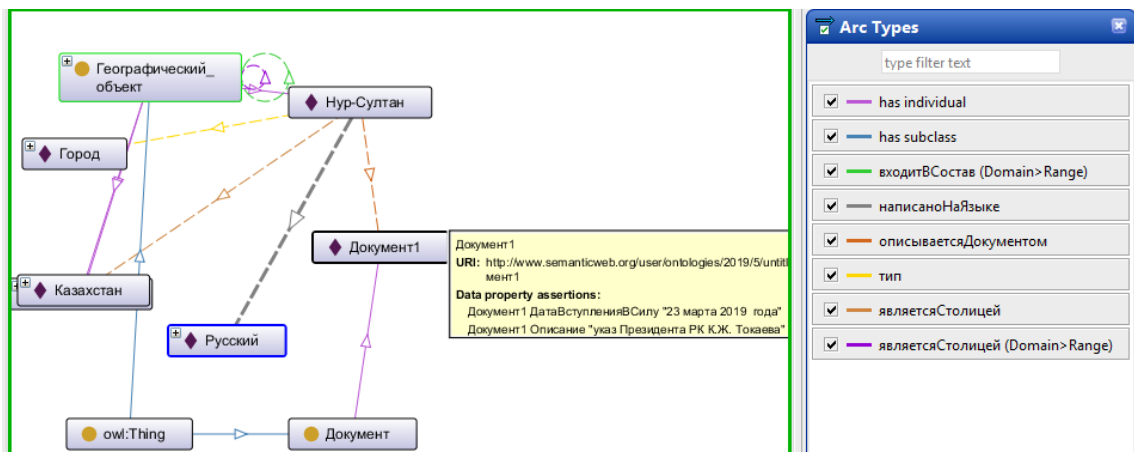 Географический_
объект
Нур-Султан
Город
Документ1
Казахстан
Русский
owl:Thing
Документ
Документ1
URI: http://www.semanticweb.org/user/ontologies/2019/5/untitl
мент1
Data property assertions:
Документ1 ДатаВступленияВСилу "23 марта 2019 года"
Документ1 Описание "указ Президента РК К.Ж. Токаева"
Arc Types
type filter text
has individual
has subclass
входитВСостав (Domain>Range)
написаноНаЯзыке
описываетсяДокументом
тип
являетсяСтолицей
являетсяСтолицей (Domain>Range)